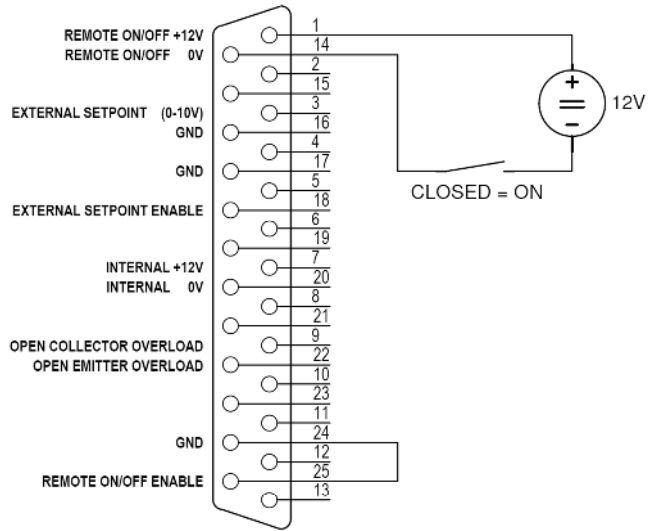 REMOTE ON/OFF +12V
1
REMOTE ON/OFF 0V
14
2
15
EXTERNAL SETPOINT (0-10V)
3
GND
16
4
GND
17
5
EXTERNAL SETPOINT ENABLE
18
6
19
INTERNAL +12V
7
INTERNAL 0V
20
8
21
OPEN COLLECTOR OVERLOAD
9
OPEN EMITTER OVERLOAD
22
10
23
11
GND
24
12
REMOTE ON/OFF ENABLE
25
13
+
12V
CLOSED = ON